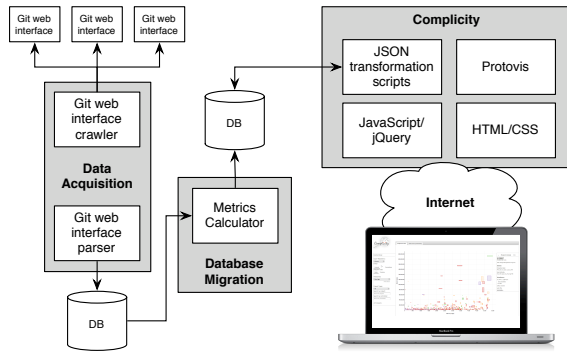 Git web
interface
Git web
interface
Git web
interface
Git web
interface
crawler
Data
Acquisition
Git web
interface
parser
DB
Metrics
Calculator
Database
Migration
DB
Complicity
JSON
transformation
scripts
Protovis
JavaScript/
jQuery
HTML/CSS
Internet